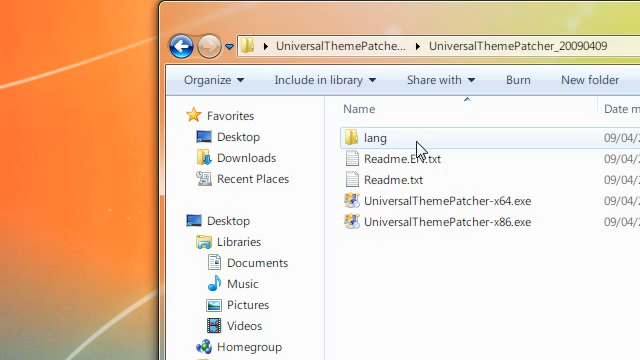 UniversalThemePatche... UniversalThemePatcher_20090409
Organize Include in library Share with Burn New folder
Name Date m
Favorites
Desktop
Downloads
Recent Places
Desktop
Libraries
Documents
Music
Pictures
Videos
Homegroup
lang 09/04/2
Readme. txt 09/04/2
Readme.txt 09/04/2
UniversalThemePatcher-x64.exe 09/04/2
UniversalThemePatcher-x86.exe 09/04/2